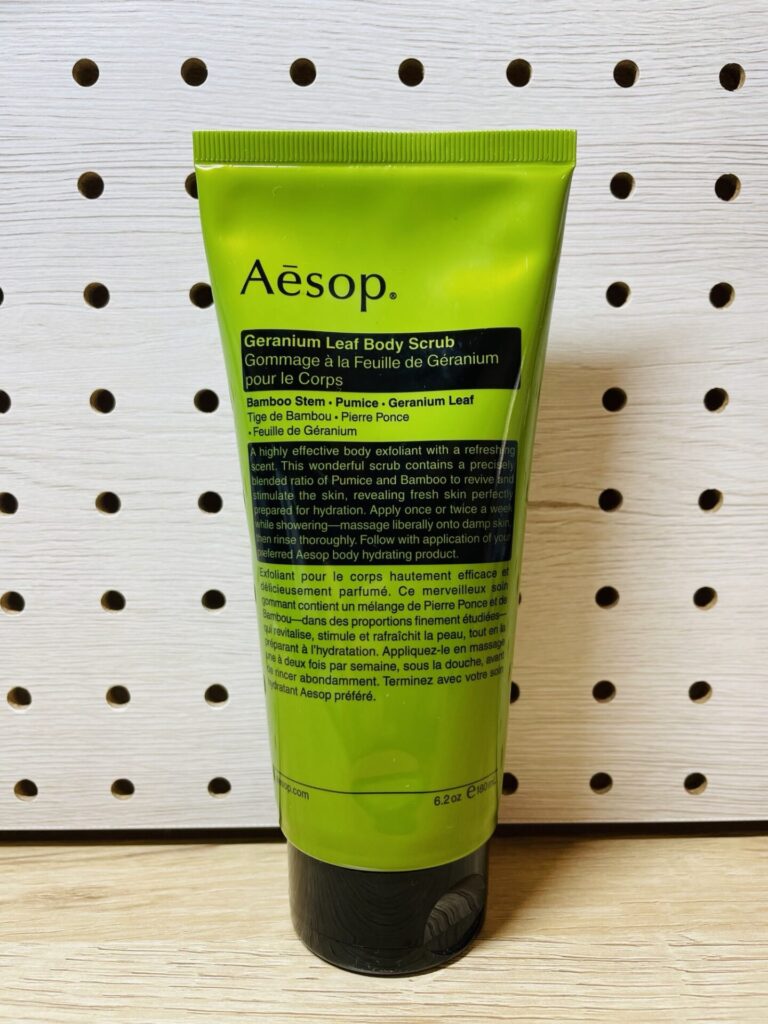 Aēsop®
Geranium Leaf Body Scrub
Gommage à la Feuille de Géranium
pour le Corps
Bamboo Stem • Pumice • Geranium Leaf
Tige de Bambou • Pierre Ponce
• Feuille de Géranium
A highly effective body exfoliant with a refreshing
scent. This wonderful scrub contains a precisely
blended ratio of Pumice and Bamboo to revive and
stimulate the skin, revealing fresh skin perfectly
prepared for hydration. Apply once or twice a week
while showering—massage liberally onto damp skin,
then rinse thoroughly. Follow with application of your
preferred Aesop body hydrating product.
Exfoliant pour le corps hautement efficace et
délicieusement parfumé. Ce merveilleux soin
gommant contient un mélange de Pierre Ponce et de
Bambou—dans des proportions finement étudiées—
qui revitalise, stimule et rafraîchit la peau, tout en la
préparant à l'hydratation. Appliquez-le en massage
une à deux fois par semaine, sous la douche, avant
de rincer abondamment. Terminez avec votre soin
hydratant Aesop préféré.
6.2 oz ℮ 180 mL